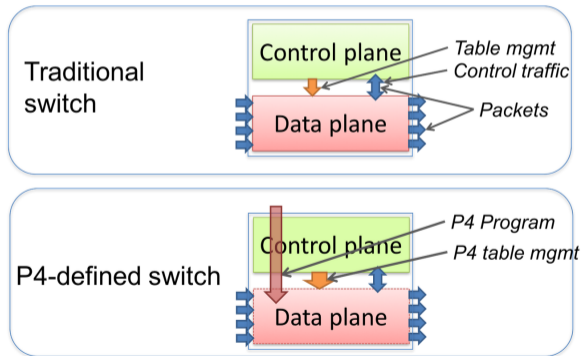 Traditional
switch
Control plane
Data plane
Table mgmt
Control traffic
Packets
P4-defined switch
Control plane
Data plane
P4 Program
P4 table mgmt